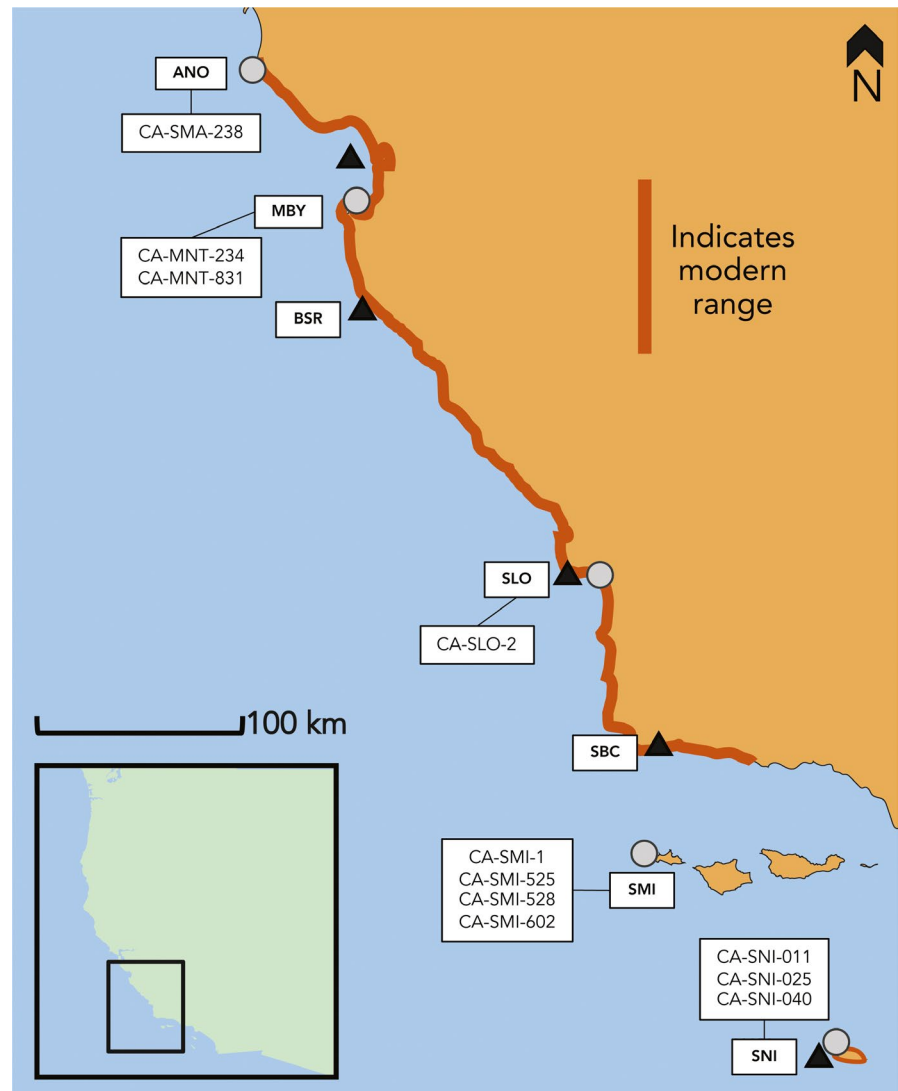 ANO
CA-SMA-238
N
MBY
CA-MNT-234
CA-MNT-831
Indicates
modern
range
BSR
SLO
CA-SLO-2
100 km
SBC
CA-SMI-1
CA-SMI-525
CA-SMI-528
CA-SMI-602
SMI
CA-SNI-011
CA-SNI-025
CA-SNI-040
SNI